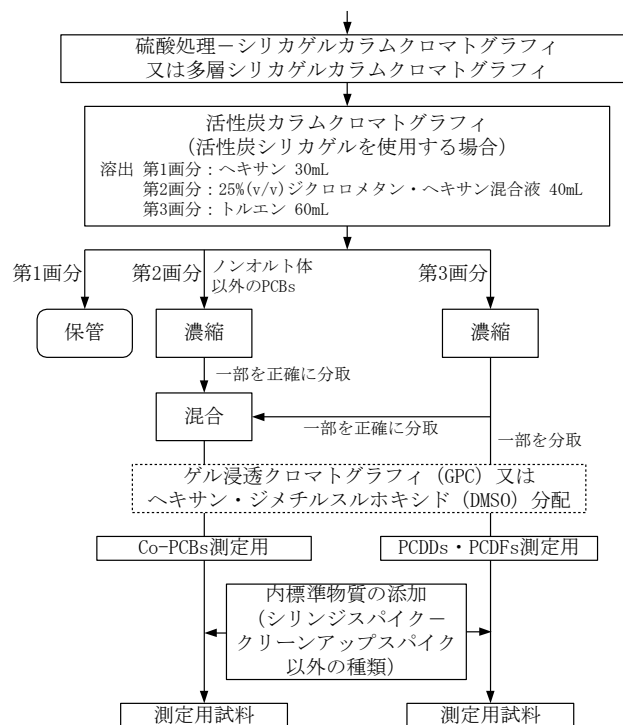 硫酸処理－シリカゲルカラムクロマトグラフィ
又は多層シリカゲルカラムクロマトグラフィ
活性炭カラムクロマトグラフィ
(活性炭シリカゲルを使用する場合)
溶出 第1画分：ヘキサン 30mL
第2画分：25%(v/v)ジクロロメタン・ヘキサン混合液 40mL
第3画分：トルエン 60mL
第1画分
第2画分
ノンオルト体
以外のPCBs
第3画分
保管
濃縮
濃縮
一部を正確に分取
混合
一部を正確に分取
一部を分取
ゲル浸透クロマトグラフィ (GPC) 又は
ヘキサン・ジメチルスルホキシド (DMSO) 分配
Co-PCBs測定用
PCDDs・PCDFs測定用
内標準物質の添加
(シリンジスパイク－
クリーンアップスパイク
以外の種類)
測定用試料
測定用試料